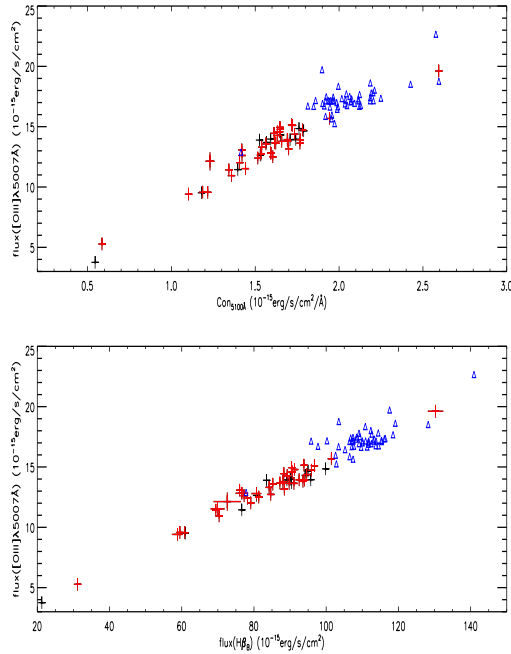 25
20
15
10
5
flux([OIII]λ5007Å) (10⁻¹⁵erg/s/cm²)
0.5 1.0 1.5 2.0 2.5 3.0
Con₅₁₀₀Å (10⁻¹⁵erg/s/cm²/Å)
25
20
15
10
5
flux([OIII]λ5007Å) (10⁻¹⁵erg/s/cm²)
20 40 60 80 100 120 140
flux(Hβ_B) (10⁻¹⁵erg/s/cm²)